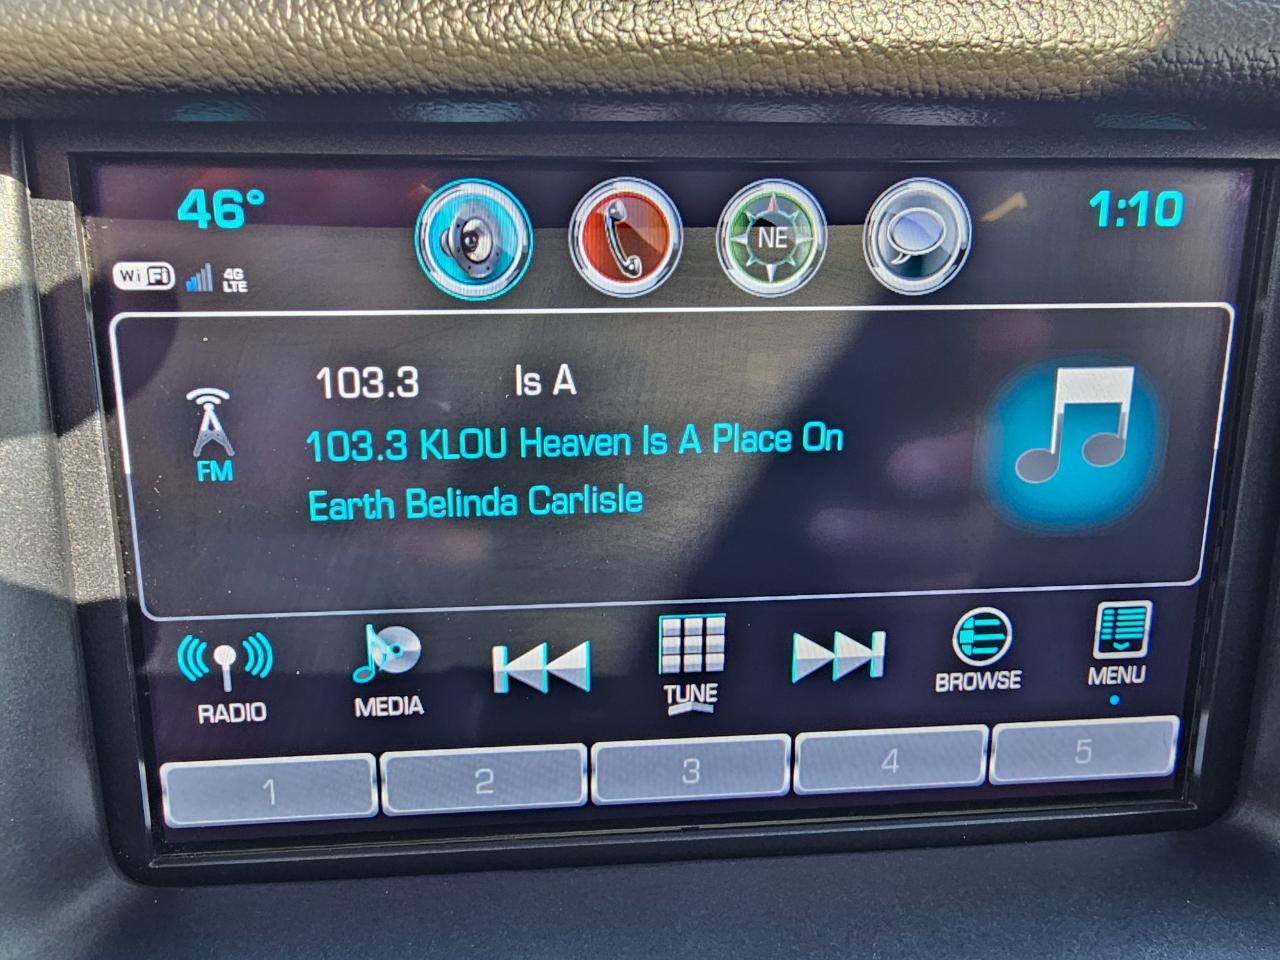 46°
1:10
WiFi
4G
LTE
NE
103.3 Is A
103.3 KLOU Heaven Is A Place On
Earth Belinda Carlisle
FM
RADIO
MEDIA
TUNE
BROWSE
MENU
1
2
3
4
5